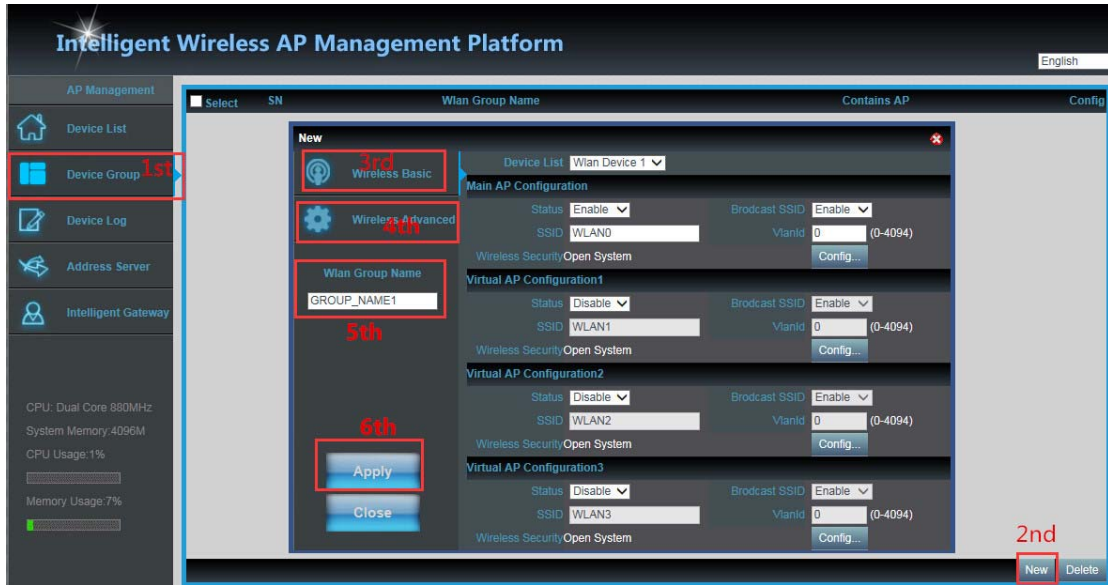 Intelligent Wireless AP Management Platform
English
AP Management
Device List
Device Group
1st
Device Log
Address Server
Intelligent Gateway
CPU: Dual Core 880MHz
System Memory:4096M
CPU Usage:1%
Memory Usage:7%
Select SN Wlan Group Name Contains AP Config
New
3rd
Wireless Basic
Wireless Advanced
4th
Wlan Group Name
GROUP_NAME1
5th
6th
Apply
Close
Device List Wlan Device 1
Main AP Configuration
Status Enable Brodcast SSID Enable
SSID WLAN0 VlanId 0 (0-4094)
Wireless Security Open System Config...
Virtual AP Configuration1
Status Disable Brodcast SSID Enable
SSID WLAN1 VlanId 0 (0-4094)
Wireless Security Open System Config...
Virtual AP Configuration2
Status Disable Brodcast SSID Enable
SSID WLAN2 VlanId 0 (0-4094)
Wireless Security Open System Config...
Virtual AP Configuration3
Status Disable Brodcast SSID Enable
SSID WLAN3 VlanId 0 (0-4094)
Wireless Security Open System Config...
2nd
New Delete